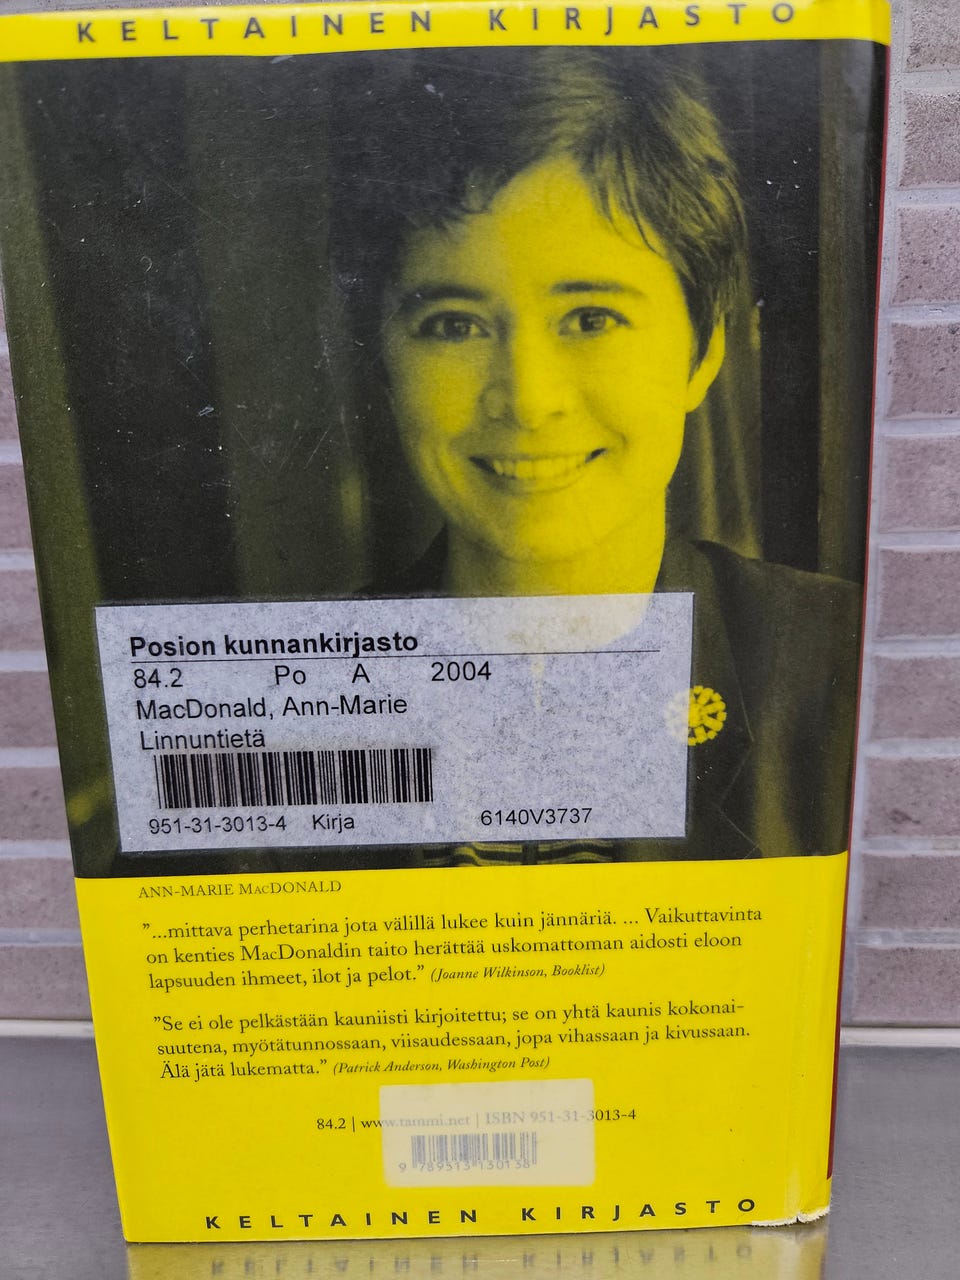 KELTAINEN KIRJASTO
Posion kunnankirjasto
84.2 Po A 2004
MacDonald, Ann-Marie
Linnuntietä
951-31-3013-4 Kirja 6140V3737
ANN-MARIE MACDONALD
"...mittava perhetarina jota välillä lukee kuin jännäriä. ... Vaikuttavinta
on kenties MacDonaldin taito herättää uskomattoman aidosti eloon
lapsuuden ihmeet, ilot ja pelot." (Joanne Wilkinson, Booklist)
"Se ei ole pelkästään kauniisti kirjoitettu; se on yhtä kaunis kokonai-
suutena, myötätunnossaan, viisaudessaan, jopa vihassaan ja kivussaan.
Älä jätä lukematta." (Patrick Anderson, Washington Post)
84.2 | www.tammi.net | ISBN 951-31-3013-4
9 789513 130138
KELTAINEN KIRJASTO